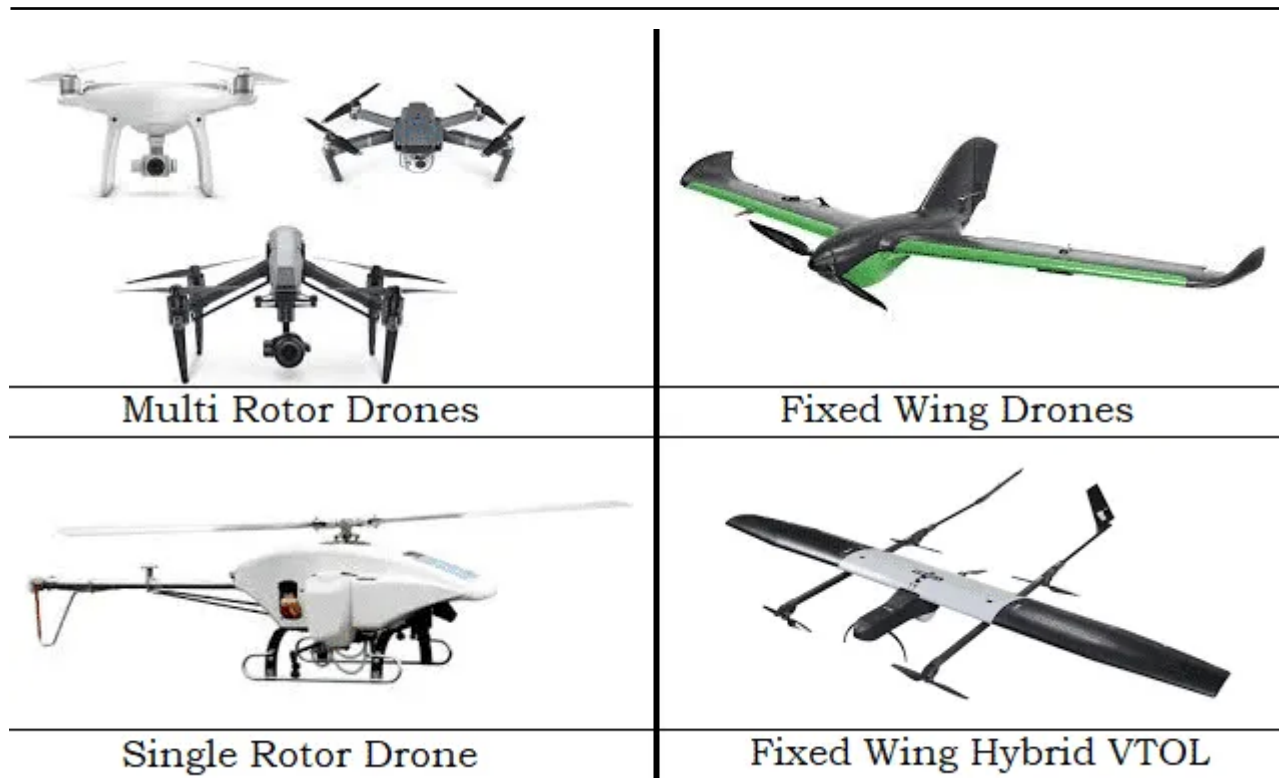 Multi Rotor Drones
Fixed Wing Drones
Single Rotor Drone
Fixed Wing Hybrid VTOL